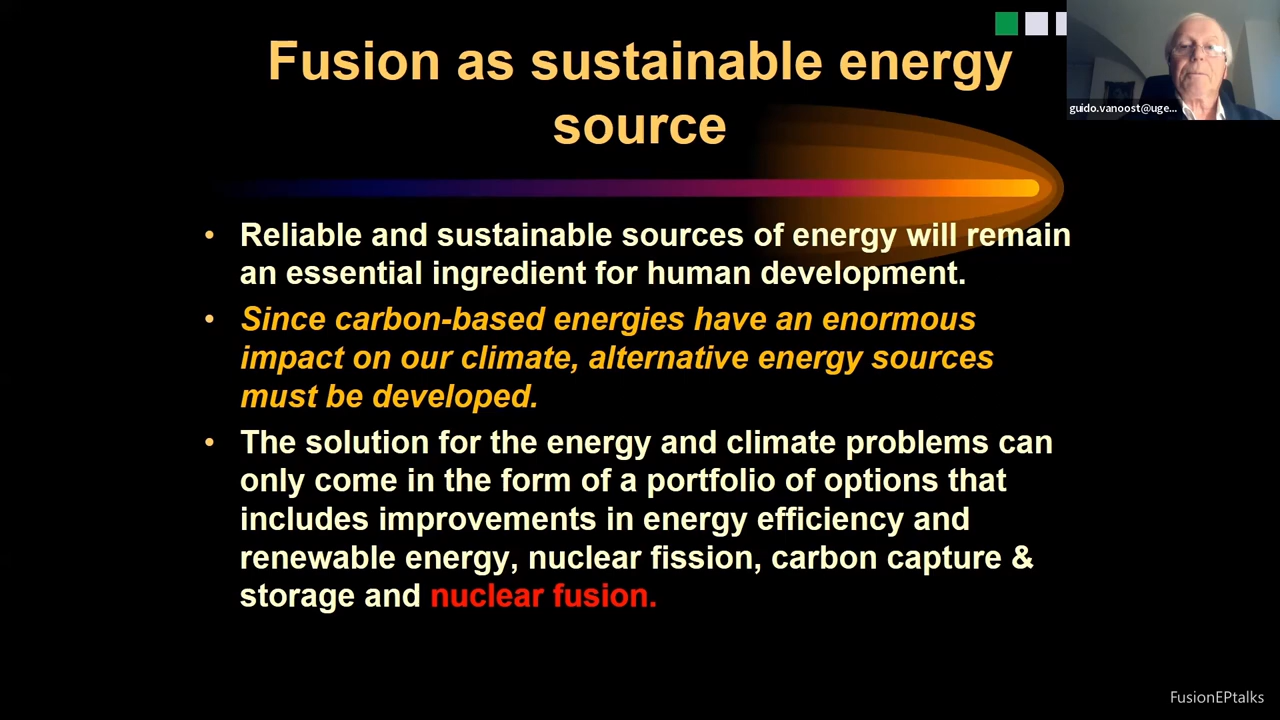 Fusion as sustainable energy
source
guido.vanoost@uge...
• Reliable and sustainable sources of energy will remain
an essential ingredient for human development.
• Since carbon-based energies have an enormous
impact on our climate, alternative energy sources
must be developed.
• The solution for the energy and climate problems can
only come in the form of a portfolio of options that
includes improvements in energy efficiency and
renewable energy, nuclear fission, carbon capture &
storage and nuclear fusion.
FusionEPtalks